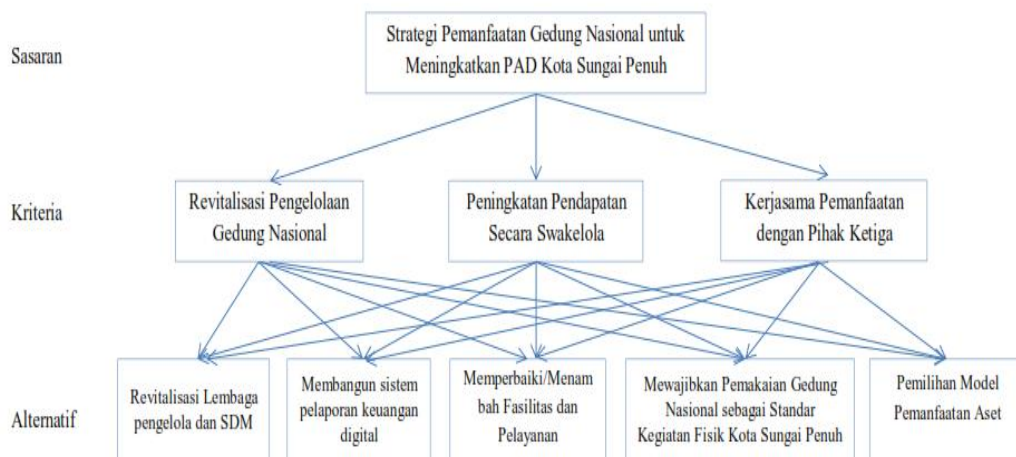 Sasaran
Strategi Pemanfaatan Gedung Nasional untuk
Meningkatkan PAD Kota Sungai Penuh
Kriteria
Revitalisasi Pengelolaan
Gedung Nasional
Peningkatan Pendapatan
Secara Swakelola
Kerjasama Pemanfaatan
dengan Pihak Ketiga
Alternatif
Revitalisasi Lembaga
pengelola dan SDM
Membangun sistem
pelaporan keuangan
digital
Memperbaiki/Menam
bah Fasilitas dan
Pelayanan
Mewajibkan Pemakaian Gedung
Nasional sebagai Standar
Kegiatan Fisik Kota Sungai Penuh
Pemilihan Model
Pemanfaatan Aset